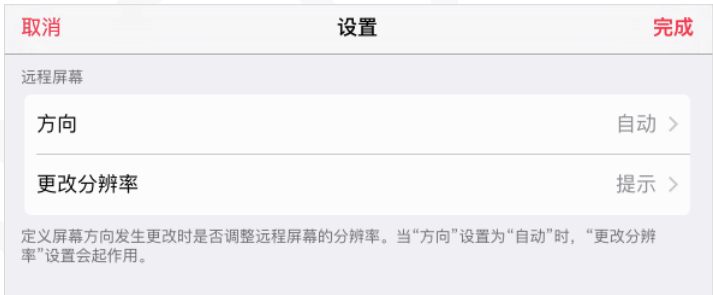 取消 设置 完成
远程屏幕
方向 自动
更改分辨率 提示
定义屏幕方向发生更改时是否调整远程屏幕的分辨率。当“方向”设置为“自动”时，“更改分辨
率”设置会起作用。